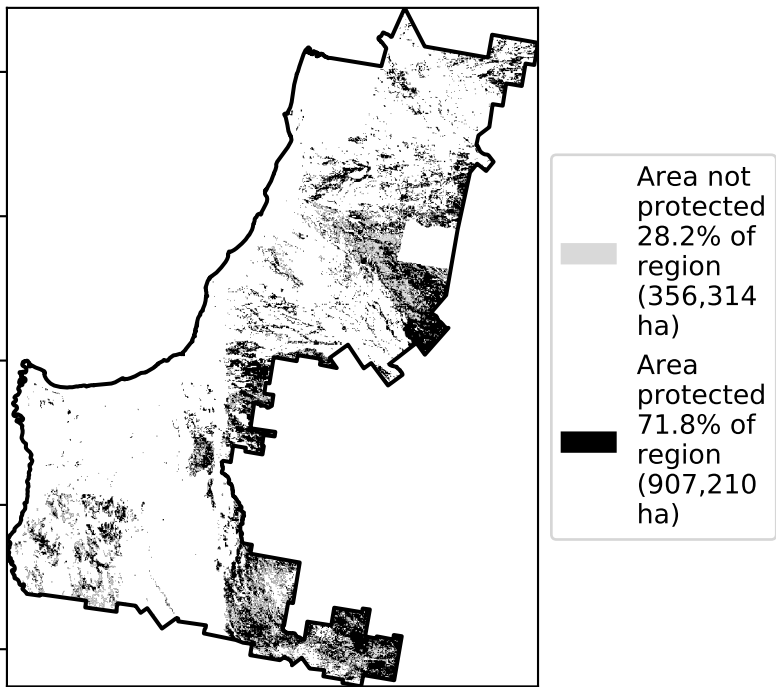 Area not
protected
28.2% of
region
(356,314
ha)
Area
protected
71.8% of
region
(907,210
ha)